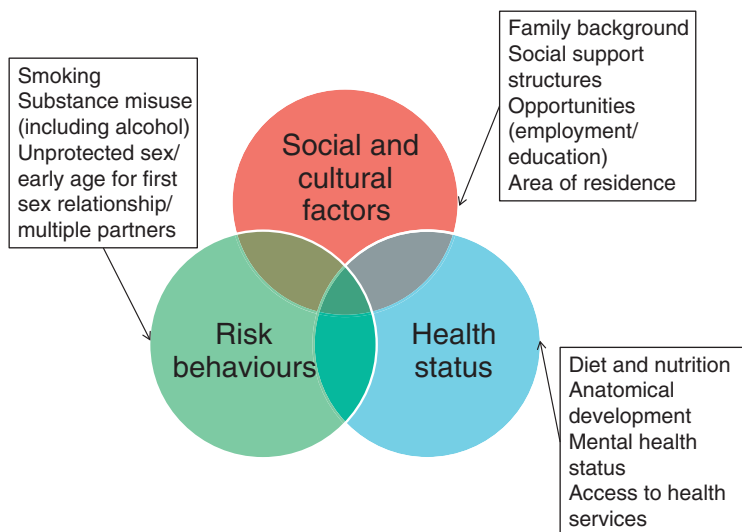 Family background
Social support
structures
Opportunities
(employment/
education)
Area of residence
Smoking
Substance misuse
(including alcohol)
Unprotected sex/
early age for first
sex relationship/
multiple partners
Social and
cultural
factors
Risk
behaviours
Health
status
Diet and nutrition
Anatomical
development
Mental health
status
Access to health
services